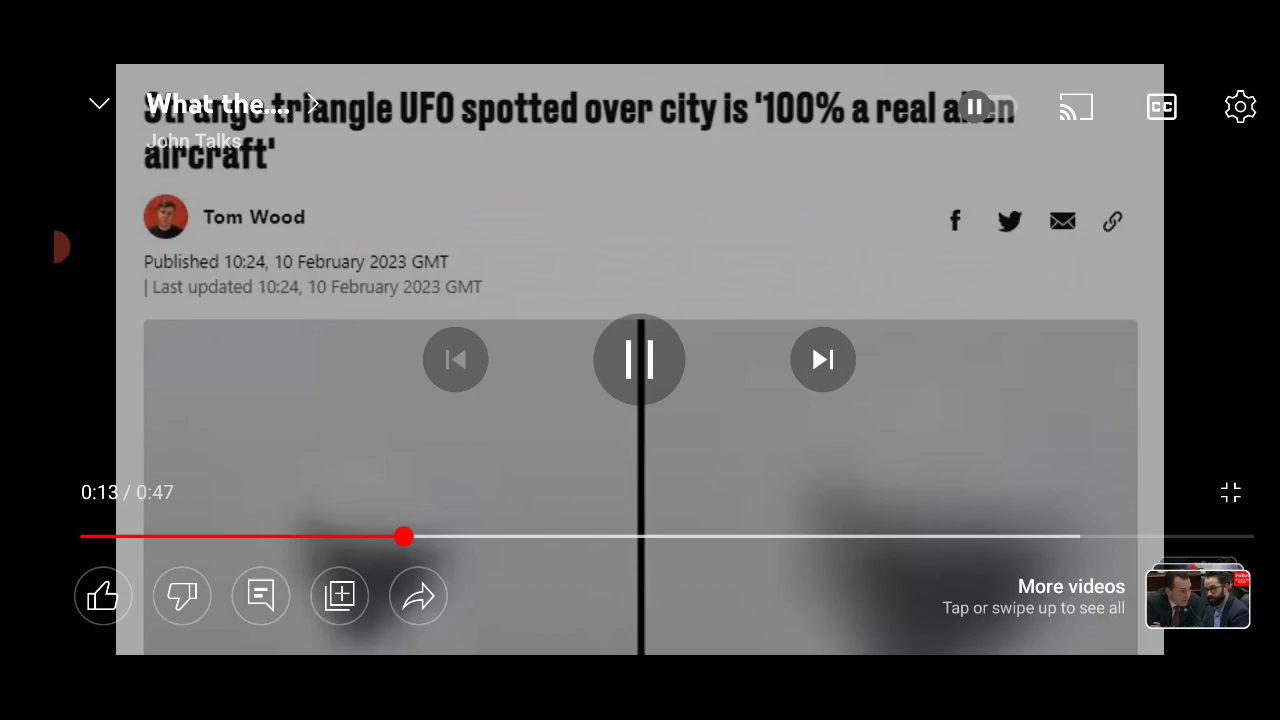 What the....
John Talks
Strange triangle UFO spotted over city is '100% a real alien
aircraft'
CC
Tom Wood
Published 10:24, 10 February 2023 GMT
| Last updated 10:24, 10 February 2023 GMT
0:13 / 0:47
More videos
Tap or swipe up to see all